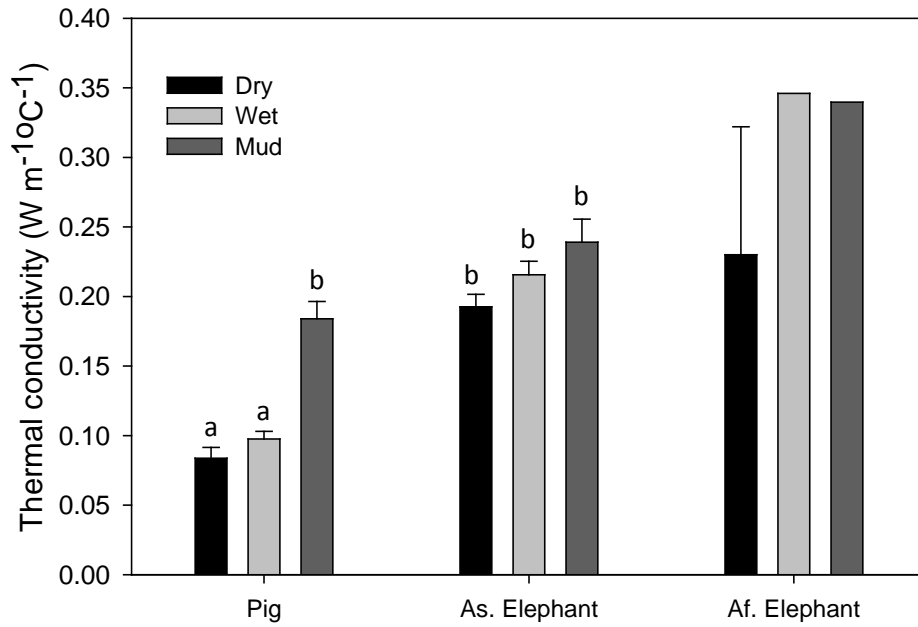 Thermal conductivity (W m-1ºC-1)
0.40
0.35
0.30
0.25
0.20
0.15
0.10
0.05
0.00
Dry
Wet
Mud
a
a
b
b
b
b
Pig
As. Elephant
Af. Elephant